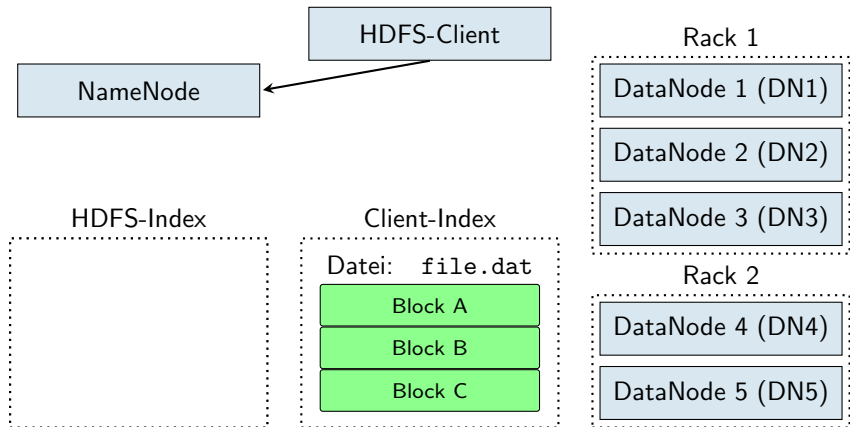 HDFS-Client
NameNode
Rack 1
DataNode 1 (DN1)
DataNode 2 (DN2)
DataNode 3 (DN3)
HDFS-Index
Client-Index
Datei: file.dat
Block A
Block B
Block C
Rack 2
DataNode 4 (DN4)
DataNode 5 (DN5)